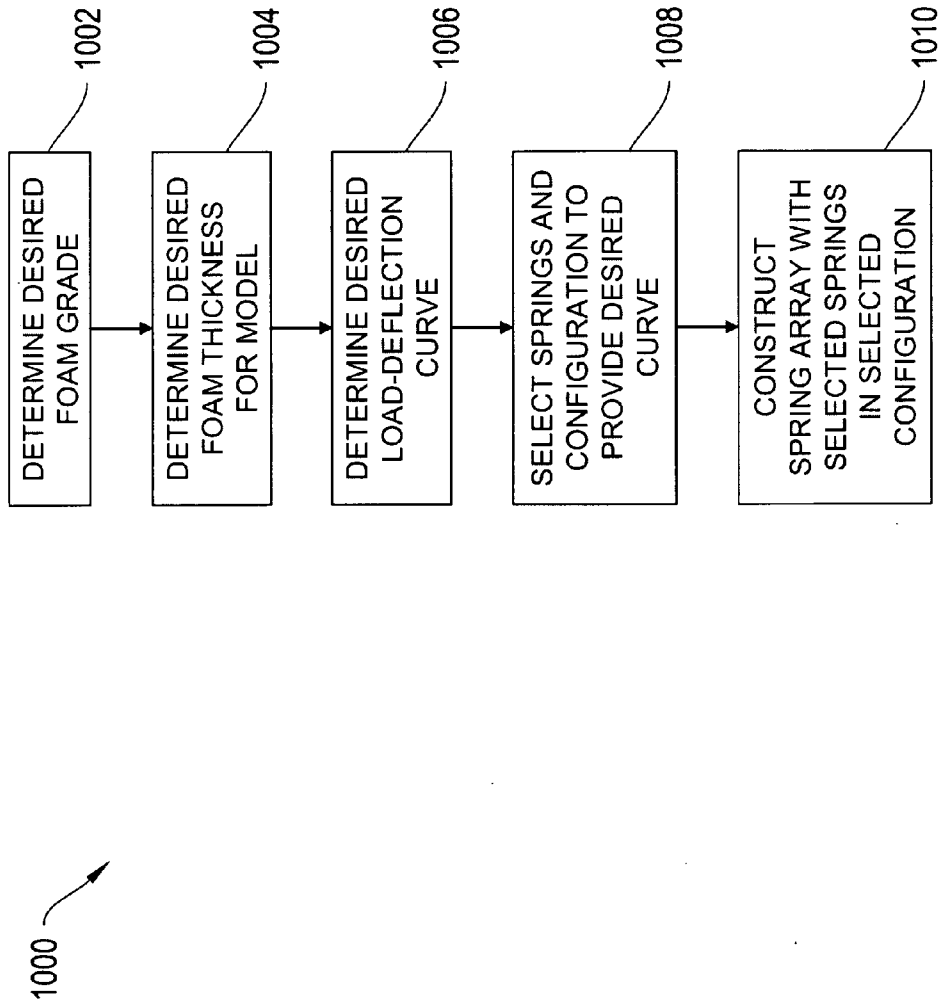 1000
DETERMINE DESIRED
FOAM GRADE
1002
DETERMINE DESIRED
FOAM THICKNESS
FOR MODEL
1004
DETERMINE DESIRED
LOAD-DEFLECTION
CURVE
1006
SELECT SPRINGS AND
CONFIGURATION TO
PROVIDE DESIRED
CURVE
1008
CONSTRUCT
SPRING ARRAY WITH
SELECTED SPRINGS
IN SELECTED
CONFIGURATION
1010